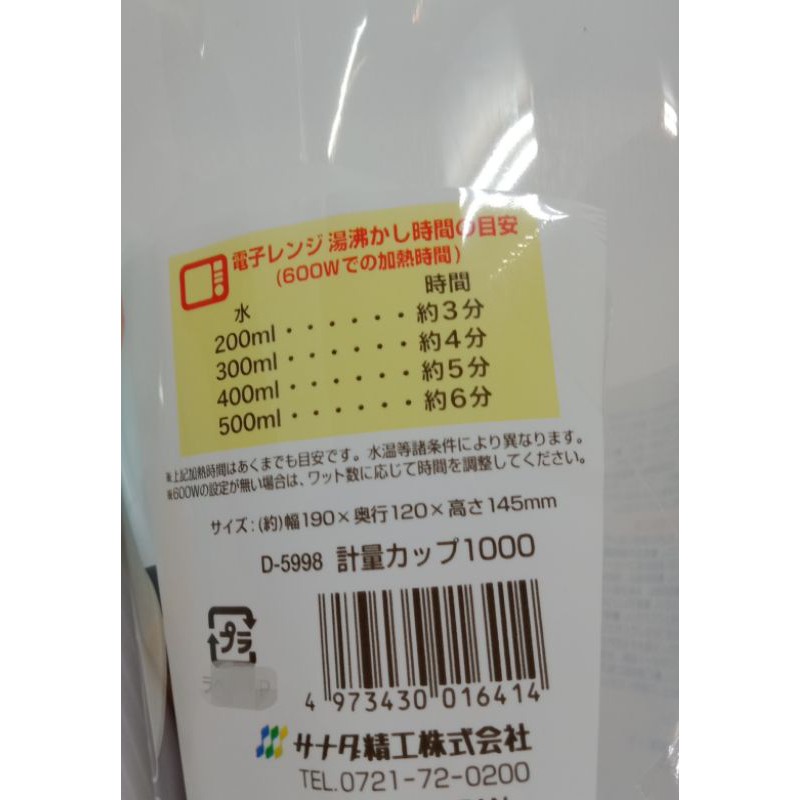 電子レンジ 湯沸かし時間の目安
(600Wでの加熱時間)
水 時間
200ml・・・・・・約3分
300ml・・・・・・約4分
400ml・・・・・・約5分
500ml・・・・・・約6分
※上記加熱時間はあくまでも目安です。水温等諸条件により異なります。
※600Wの設定が無い場合は、ワット数に応じて時間を調整してください。
サイズ:(約)幅190×奥行120×高さ145mm
D-5998 計量カップ1000
プラ
4 973430 016414
サナダ精工株式会社
TEL.0721-72-0200